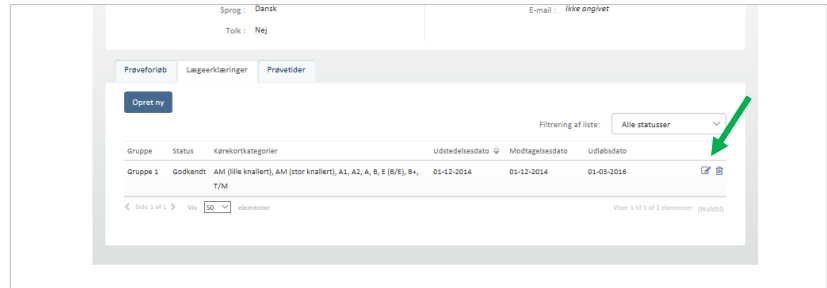 Sprog : Dansk E-mail : Ikke angivet
Tolk : Nej
Prøveforløb Lægeerklæringer Prøvetider
Opret ny
Filtrering af liste: Alle statusser
Gruppe Status Kørekortkategorier Udstedelsesdato Modtagelsesdato Udløbsdato
Gruppe 1 Godkendt AM (lille knallert), AM (stor knallert), A1, A2, A, B, E (B/E), B+, 01-12-2014 01-12-2014 01-03-2016
T/M
Side 1 af 1 Vis 50 elementer Viser 1 til 1 af 1 elementer (Nulstil)